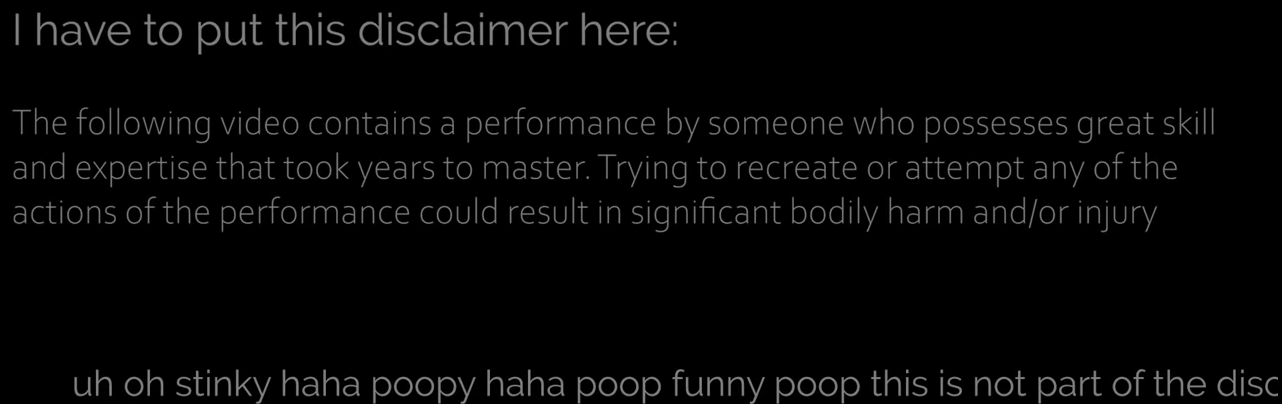 I have to put this disclaimer here:
The following video contains a performance by someone who possesses great skill
and expertise that took years to master. Trying to recreate or attempt any of the
actions of the performance could result in significant bodily harm and/or injury
uh oh stinky haha poopy haha poop funny poop this is not part of the disc